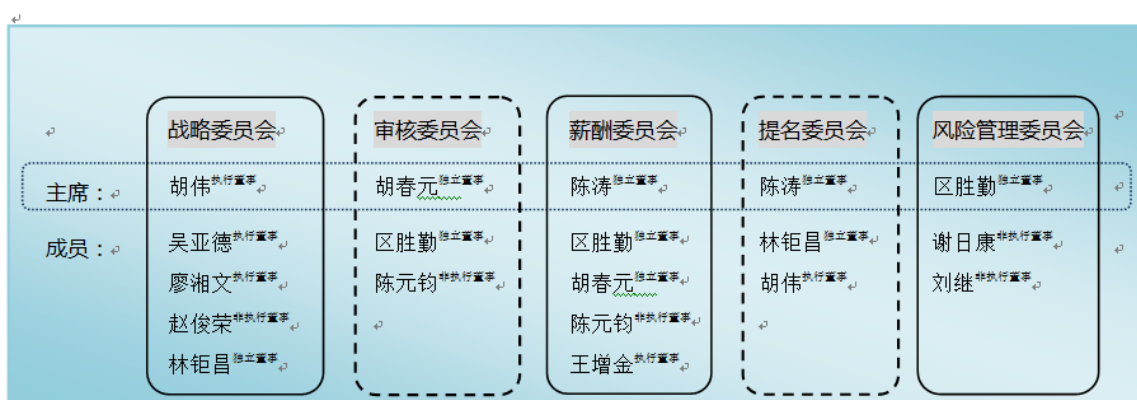 战略委员会 审核委员会 薪酬委员会 提名委员会 风险管理委员会
主席： 胡伟执行董事 胡春元独立董事 陈涛独立董事 陈涛独立董事 区胜勤独立董事
成员： 吴亚德执行董事 区胜勤独立董事 区胜勤独立董事 林钜昌独立董事 谢日康非执行董事
廖湘文执行董事 陈元钧非执行董事 胡春元独立董事 胡伟执行董事 刘继非执行董事
赵俊荣非执行董事 陈元钧非执行董事
林钜昌独立董事 王增金执行董事